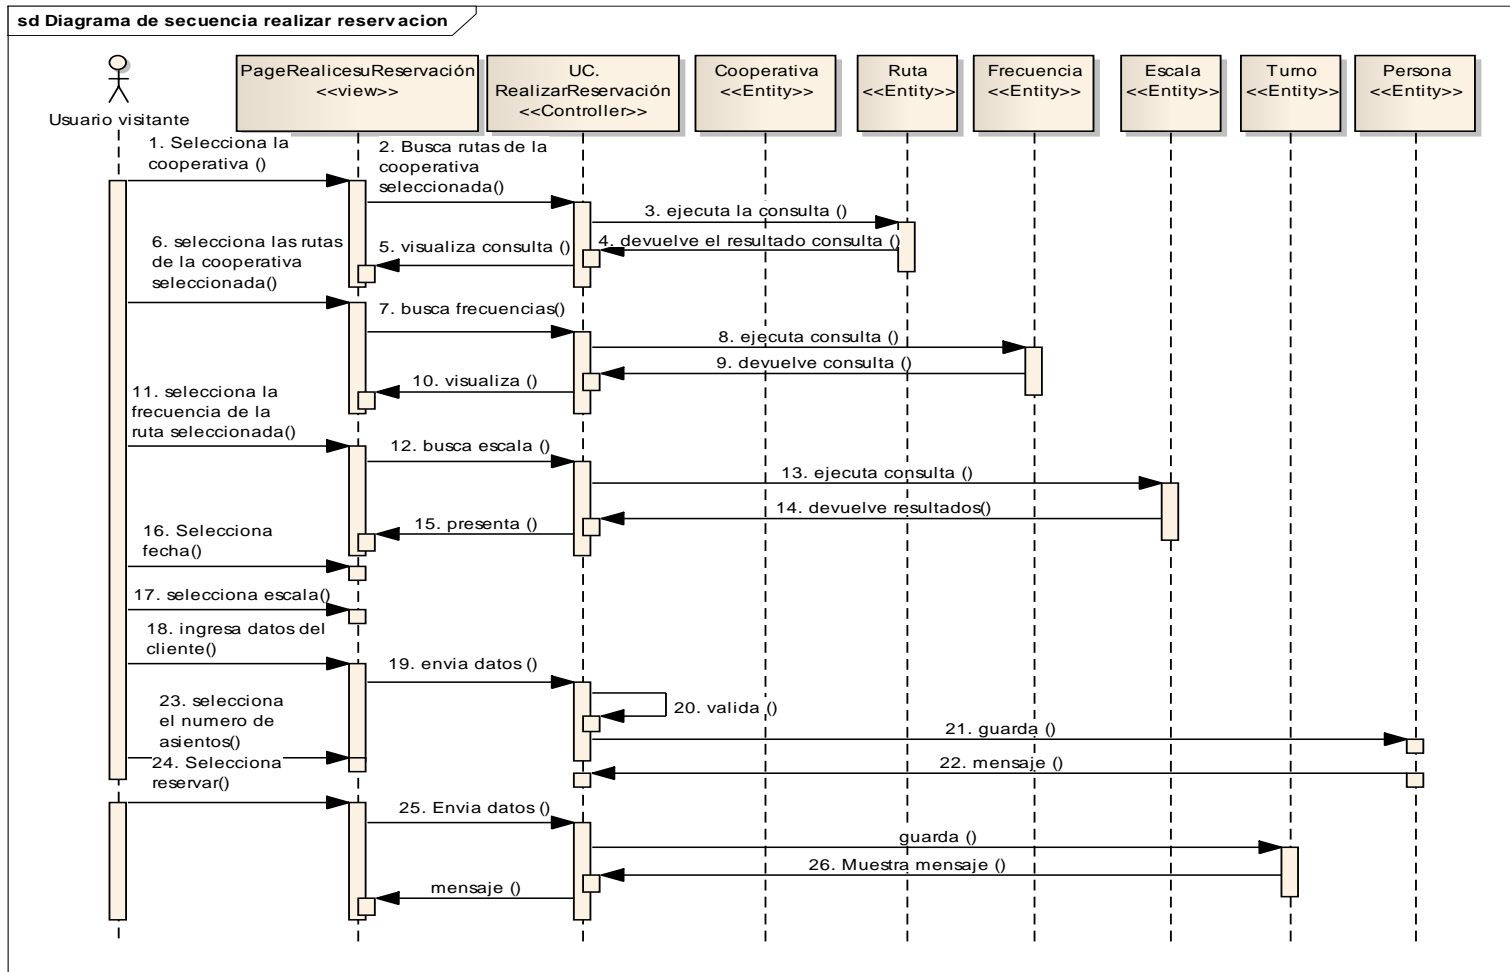 sd Diagrama de secuencia realizar reservacion
Usuario visitante
PageRealicesuReservación
<<view>>
UC.
RealizarReservación
<<Controller>>
Cooperativa
<<Entity>>
Ruta
<<Entity>>
Frecuencia
<<Entity>>
Escala
<<Entity>>
Turno
<<Entity>>
Persona
<<Entity>>
1. Selecciona la
cooperativa ()
2. Busca rutas de la
cooperativa
seleccionada()
3. ejecuta la consulta ()
4. devuelve el resultado consulta ()
5. visualiza consulta ()
6. selecciona las rutas
de la cooperativa
seleccionada()
7. busca frecuencias()
8. ejecuta consulta ()
9. devuelve consulta ()
10. visualiza ()
11. selecciona la
frecuencia de la
ruta seleccionada()
12. busca escala ()
13. ejecuta consulta ()
14. devuelve resultados()
15. presenta ()
16. Selecciona
fecha()
17. selecciona escala()
18. ingresa datos del
cliente()
19. envia datos ()
20. valida ()
21. guarda ()
22. mensaje ()
23. selecciona
el numero de
asientos()
24. Selecciona
reservar()
25. Envia datos ()
guarda ()
26. Muestra mensaje ()
mensaje ()